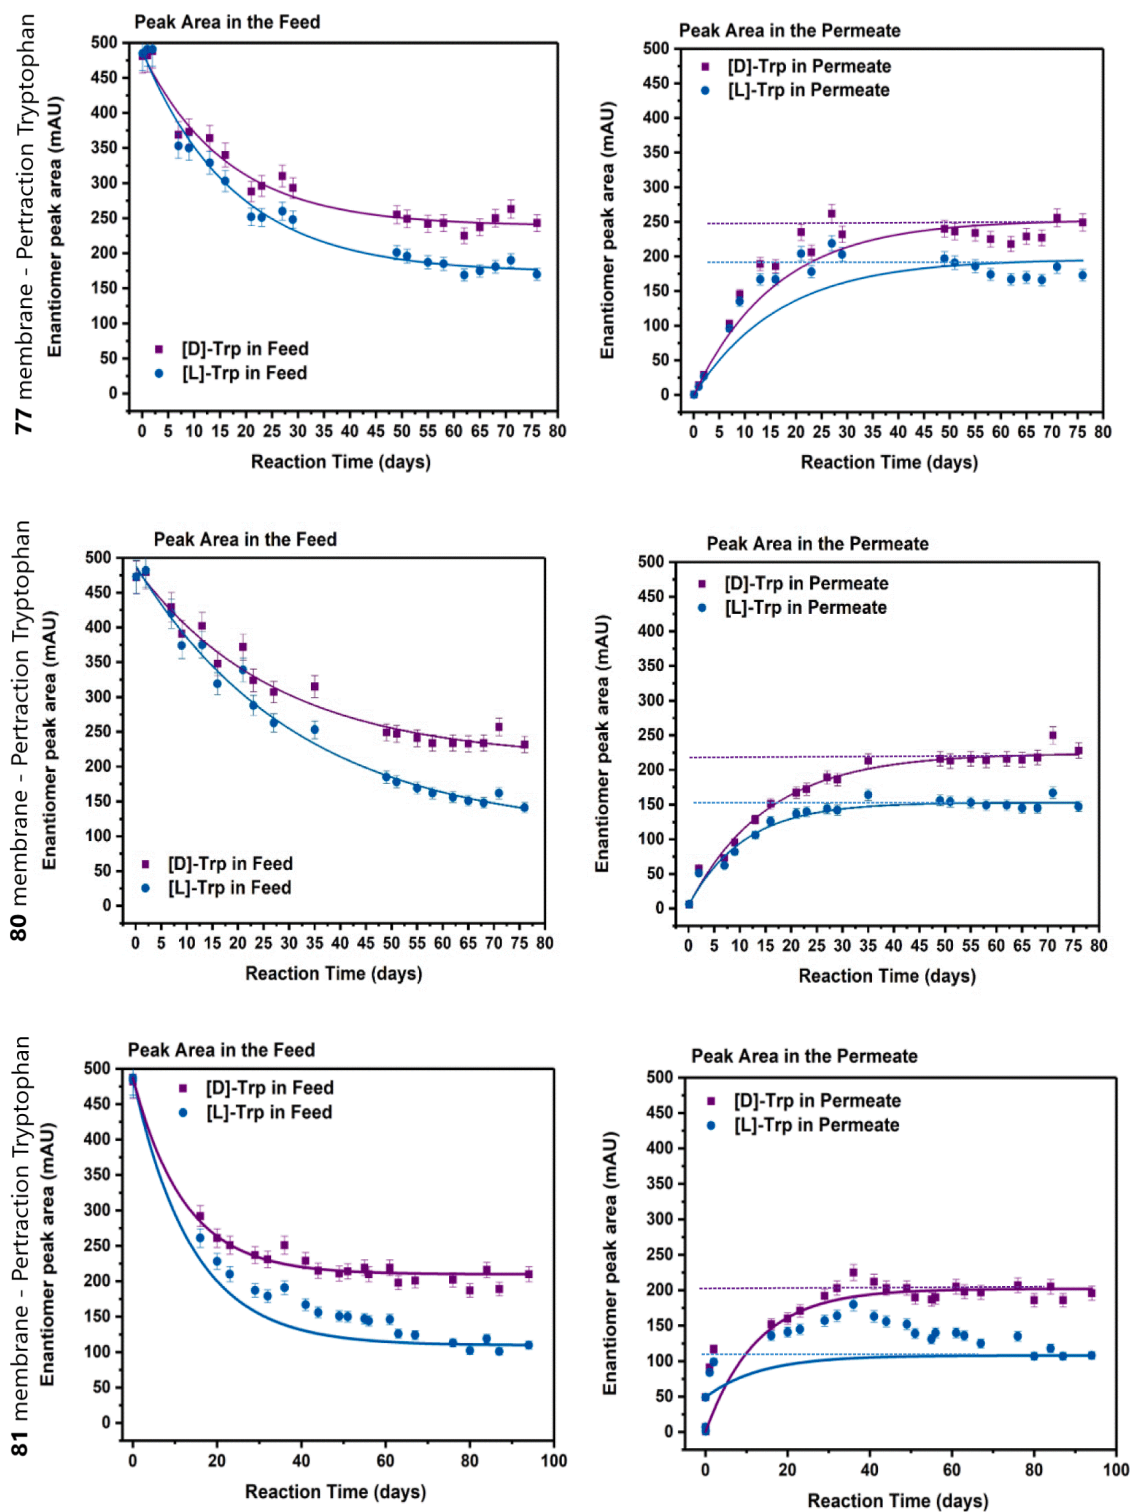 77 membrane - Pertraction Tryptophan
Peak Area in the Feed
Enantiomer peak area (mAU)
500
450
400
350
300
250
200
150
100
50
0
[D]-Trp in Feed
[L]-Trp in Feed
0 5 10 15 20 25 30 35 40 45 50 55 60 65 70 75 80
Reaction Time (days)
Peak Area in the Permeate
Enantiomer peak area (mAU)
500
450
400
350
300
250
200
150
100
50
0
[D]-Trp in Permeate
[L]-Trp in Permeate
0 5 10 15 20 25 30 35 40 45 50 55 60 65 70 75 80
Reaction Time (days)
80 membrane - Pertraction Tryptophan
Peak Area in the Feed
Enantiomer peak area (mAU)
500
450
400
350
300
250
200
150
100
50
0
[D]-Trp in Feed
[L]-Trp in Feed
0 5 10 15 20 25 30 35 40 45 50 55 60 65 70 75 80
Reaction Time (days)
Peak Area in the Permeate
Enantiomer peak area (mAU)
500
450
400
350
300
250
200
150
100
50
0
[D]-Trp in Permeate
[L]-Trp in Permeate
0 5 10 15 20 25 30 35 40 45 50 55 60 65 70 75 80
Reaction Time (days)
81 membrane - Pertraction Tryptophan
Peak Area in the Feed
Enantiomer peak area (mAU)
500
450
400
350
300
250
200
150
100
50
0
[D]-Trp in Feed
[L]-Trp in Feed
0 20 40 60 80 100
Reaction Time (days)
Peak Area in the Permeate
Enantiomer peak area (mAU)
500
450
400
350
300
250
200
150
100
50
0
[D]-Trp in Permeate
[L]-Trp in Permeate
0 20 40 60 80 100
Reaction Time (days)